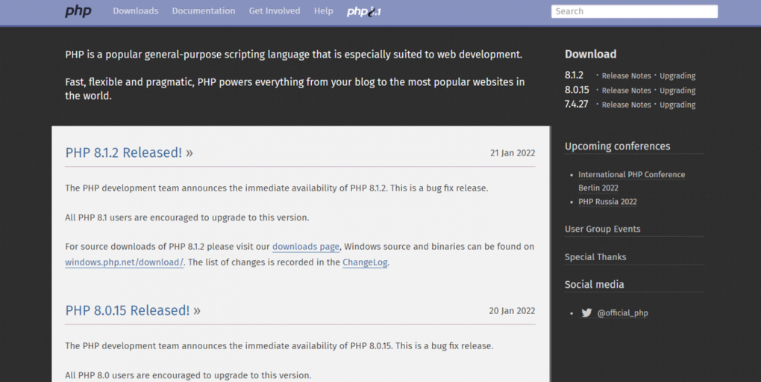 php
Downloads
Documentation
Get Involved
Help
php8.1
Search
PHP is a popular general-purpose scripting language that is especially suited to web development.
Fast, flexible and pragmatic, PHP powers everything from your blog to the most popular websites in
the world.
PHP 8.1.2 Released! »
21 Jan 2022
The PHP development team announces the immediate availability of PHP 8.1.2. This is a bug fix release.
All PHP 8.1 users are encouraged to upgrade to this version.
For source downloads of PHP 8.1.2 please visit our downloads page, Windows source and binaries can be found on
windows.php.net/download/. The list of changes is recorded in the ChangeLog.
PHP 8.0.15 Released! »
20 Jan 2022
The PHP development team announces the immediate availability of PHP 8.0.15. This is a bug fix release.
All PHP 8.0 users are encouraged to upgrade to this version.
Download
8.1.2 · Release Notes · Upgrading
8.0.15 · Release Notes · Upgrading
7.4.27 · Release Notes · Upgrading
Upcoming conferences
• International PHP Conference
Berlin 2022
• PHP Russia 2022
User Group Events
Special Thanks
Social media
• @official_php